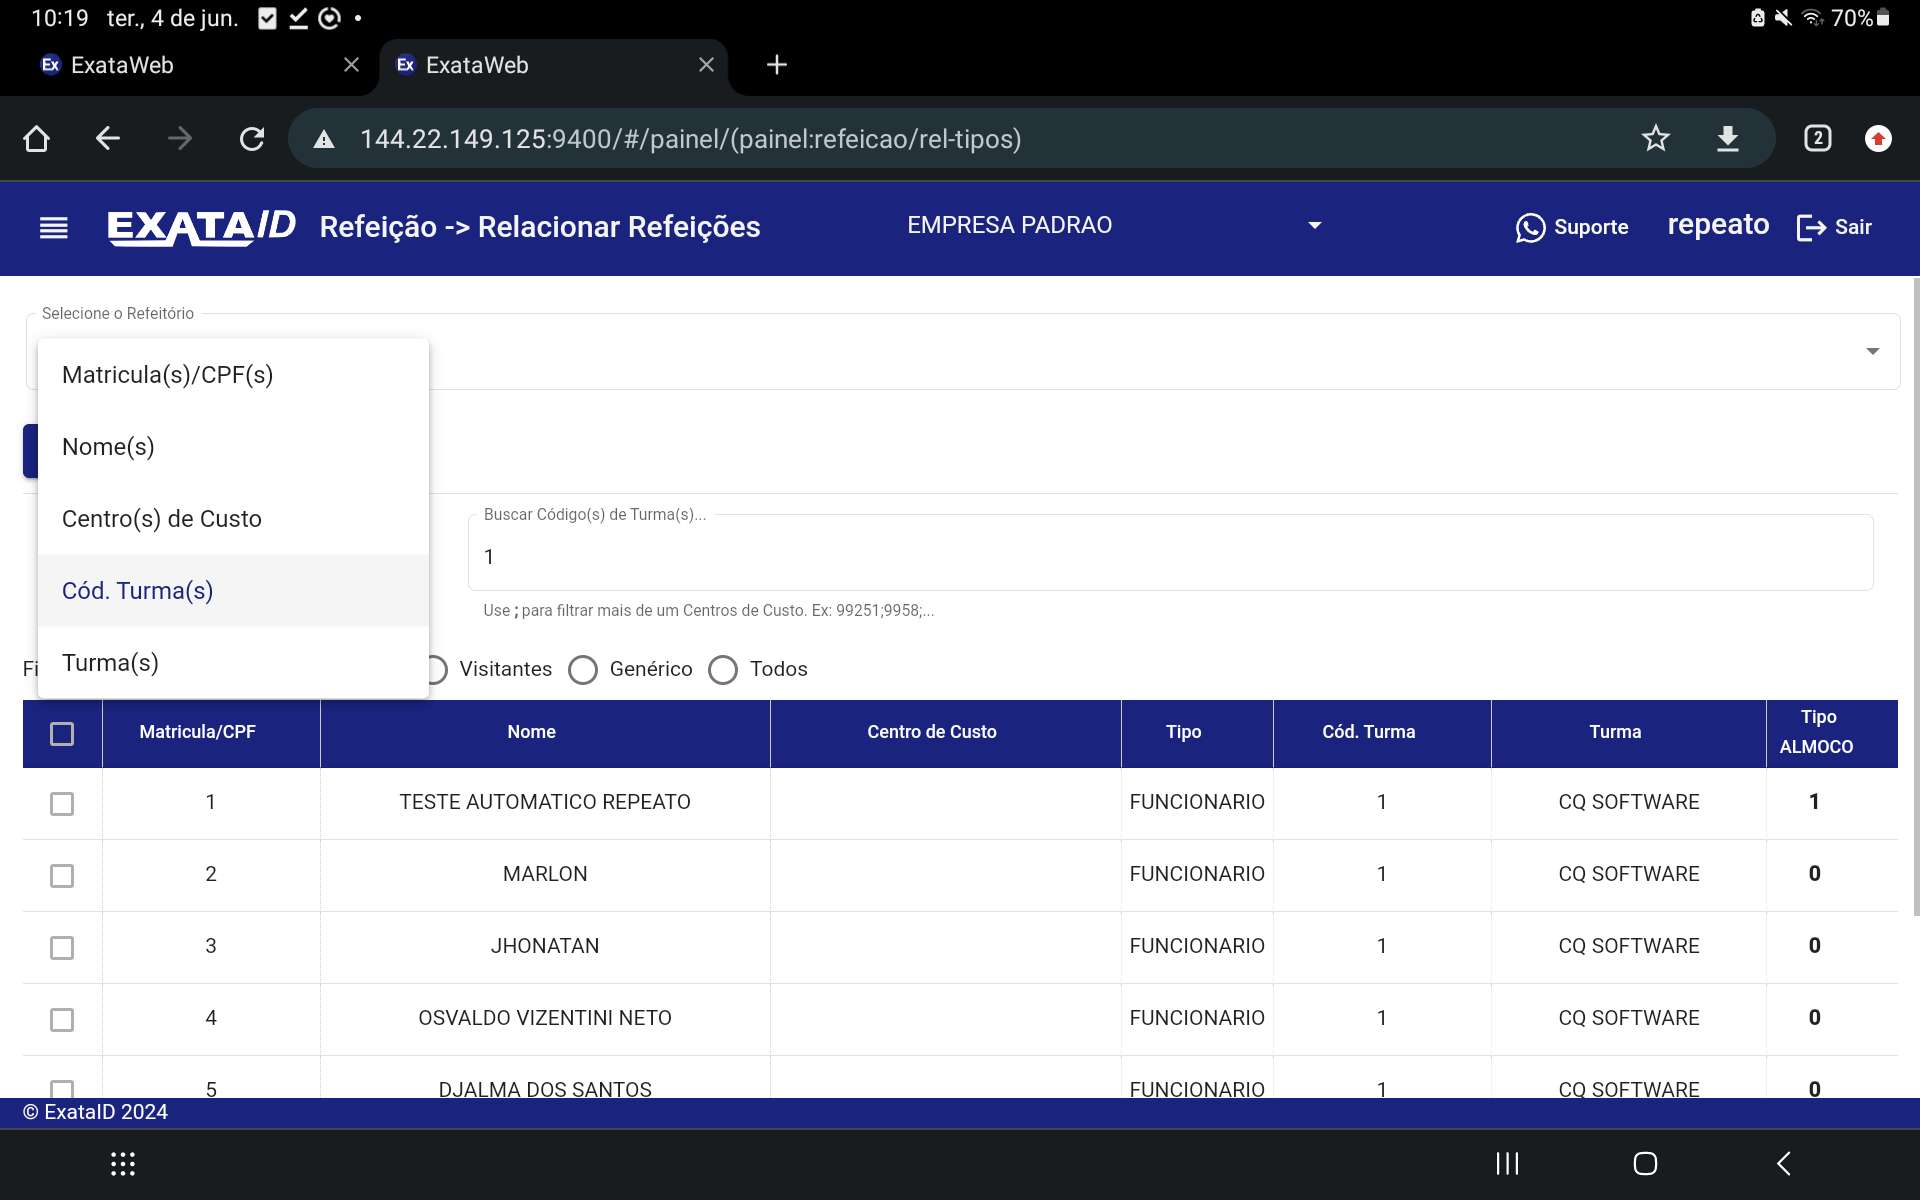 10:19 ter., 4 de jun. 70%
ExataWeb ExataWeb
144.22.149.125:9400/#/painel/(painel:refeicao/rel-tipos) 2
EXATA/ID Refeição -> Relacionar Refeições EMPRESA PADRAO Suporte repeato Sair
Selecione o Refeitório
Matricula(s)/CPF(s)
Nome(s)
Centro(s) de Custo
Cód. Turma(s)
Turma(s)
Buscar Código(s) de Turma(s)...
1
Use ; para filtrar mais de um Centros de Custo. Ex: 99251;9958;...
Fi Visitantes Genérico Todos
Matricula/CPF Nome Centro de Custo Tipo Cód. Turma Turma Tipo ALMOCO
1 TESTE AUTOMATICO REPEATO FUNCIONARIO 1 CQ SOFTWARE 1
2 MARLON FUNCIONARIO 1 CQ SOFTWARE 0
3 JHONATAN FUNCIONARIO 1 CQ SOFTWARE 0
4 OSVALDO VIZENTINI NETO FUNCIONARIO 1 CQ SOFTWARE 0
5 DJALMA DOS SANTOS FUNCIONARIO 1 CQ SOFTWARE 0
© ExataID 2024